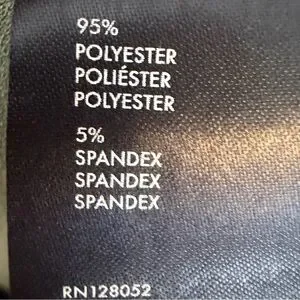 95%
POLYESTER
POLIÉSTER
POLYESTER
5%
SPANDEX
SPANDEX
SPANDEX
RN128052